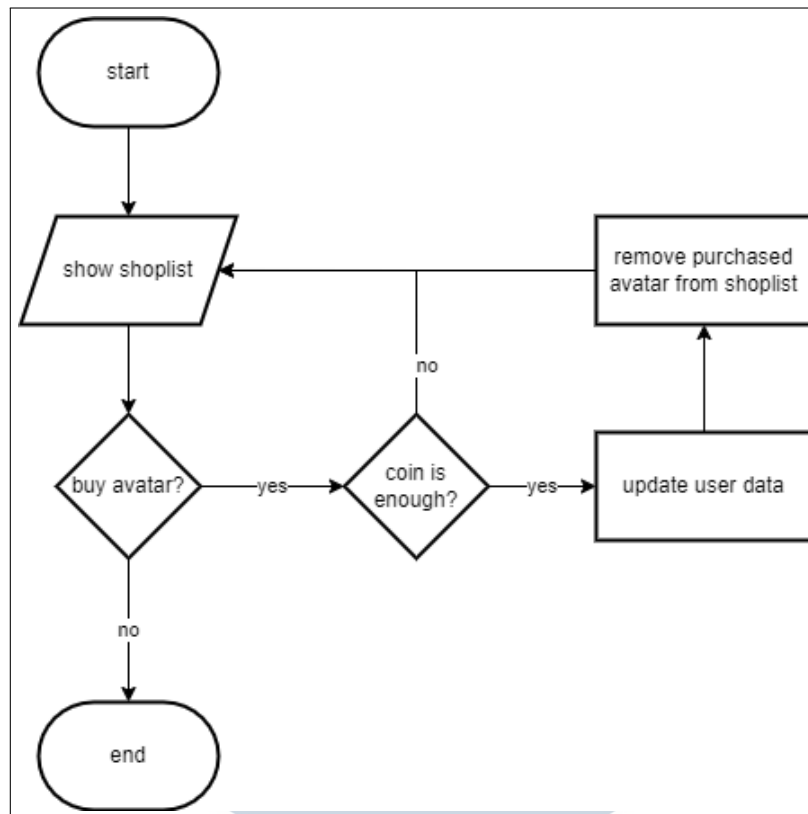 start
show shoplist
remove purchased
avatar from shoplist
no
buy avatar?
yes
coin is
enough?
yes
update user data
no
end